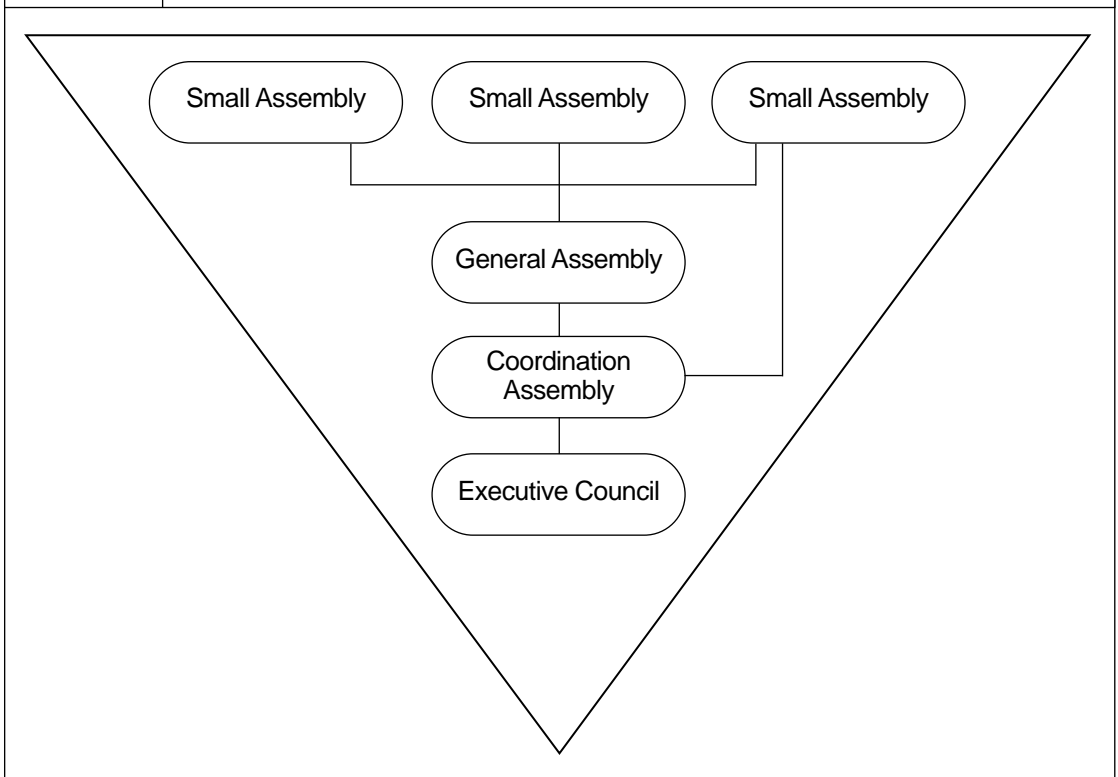 Small Assembly
Small Assembly
Small Assembly
General Assembly
Coordination
Assembly
Executive Council